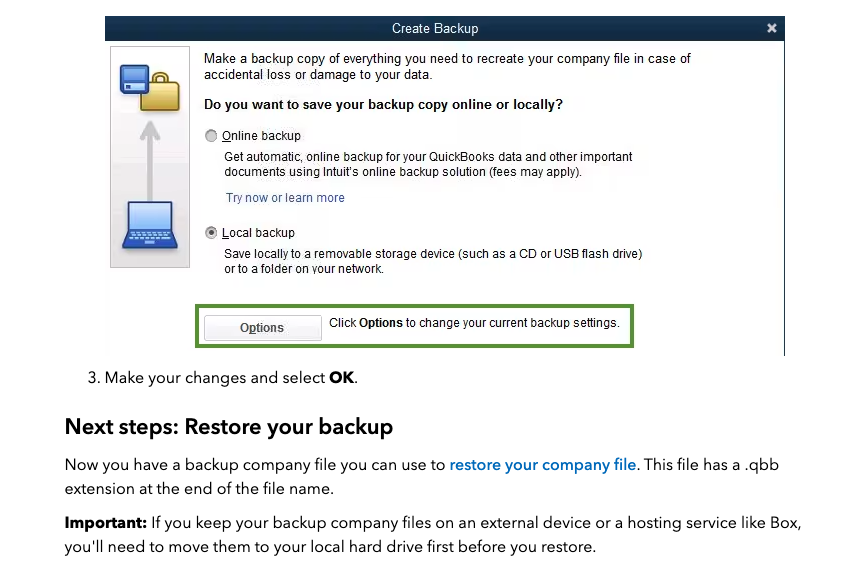 Create Backup
Make a backup copy of everything you need to recreate your company file in case of
accidental loss or damage to your data.
Do you want to save your backup copy online or locally?
Online backup
Get automatic, online backup for your QuickBooks data and other important
documents using Intuit's online backup solution (fees may apply).
Try now or learn more
Local backup
Save locally to a removable storage device (such as a CD or USB flash drive)
or to a folder on your network.
Options Click Options to change your current backup settings.
3. Make your changes and select OK.
Next steps: Restore your backup
Now you have a backup company file you can use to restore your company file. This file has a .qbb
extension at the end of the file name.
Important: If you keep your backup company files on an external device or a hosting service like Box,
you'll need to move them to your local hard drive first before you restore.